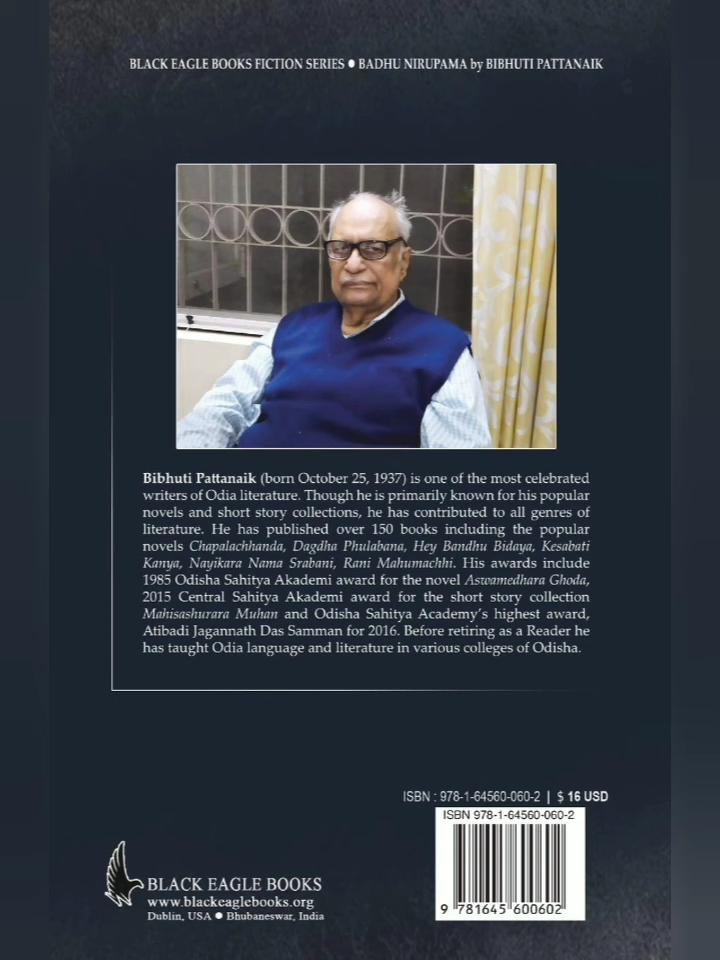 BLACK EAGLE BOOKS FICTION SERIES ● BADHU NIRUPAMA by BIBHUTI PATTANAIK
Bibhuti Pattanaik (born October 25, 1937) is one of the most celebrated
writers of Odia literature. Though he is primarily known for his popular
novels and short story collections, he has contributed to all genres of
literature. He has published over 150 books including the popular
novels Chapalachhanda, Dagdha Phulabana, Hey Bandhu Bidaya, Kesabati
Kanya, Nayikara Nama Srabani, Rani Mahumachhi. His awards include
1985 Odisha Sahitya Akademi award for the novel Aswamedhara Ghoda,
2015 Central Sahitya Akademi award for the short story collection
Mahisashurara Muhan and Odisha Sahitya Academy's highest award,
Atibadi Jagannath Das Samman for 2016. Before retiring as a Reader he
has taught Odia language and literature in various colleges of Odisha.
ISBN : 978-1-64560-060-2 | $ 16 USD
ISBN 978-1-64560-060-2
9 781645 600602
BLACK EAGLE BOOKS
www.blackeaglebooks.org
Dublin, USA ● Bhubaneswar, India